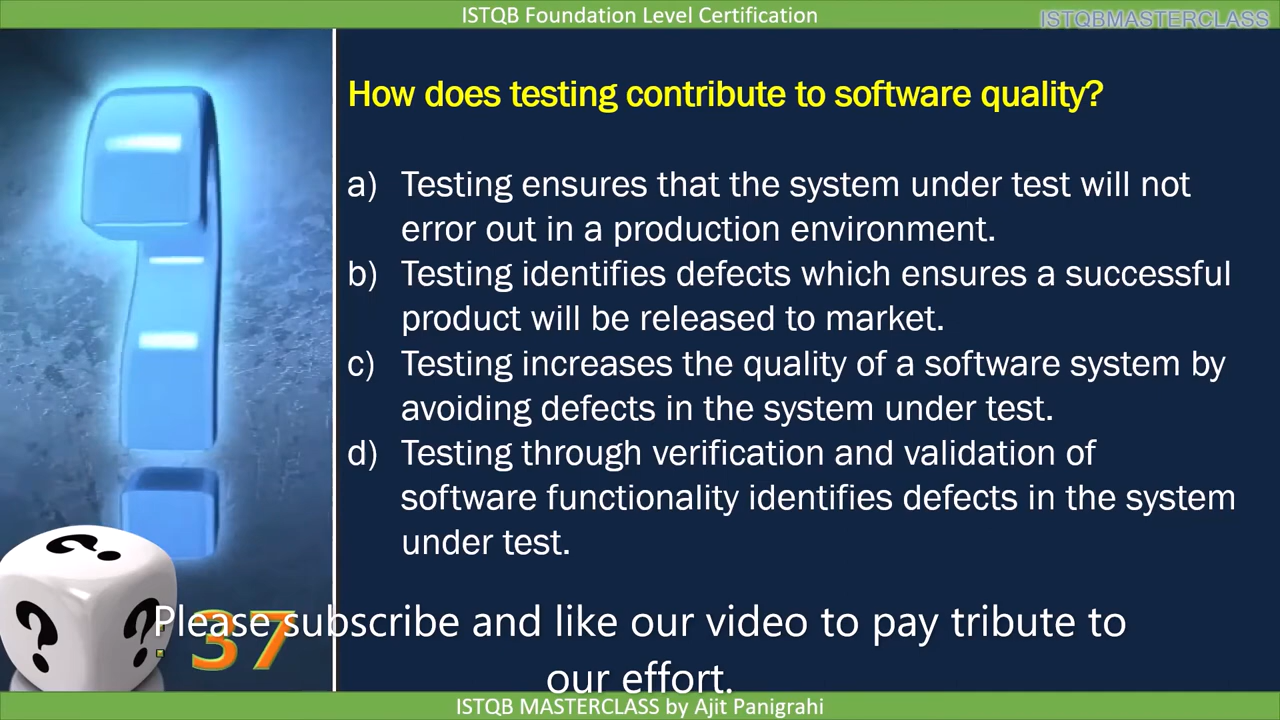 ISTQB Foundation Level Certification
ISTQBMASTERCLASS
How does testing contribute to software quality?
a) Testing ensures that the system under test will not
error out in a production environment.
b) Testing identifies defects which ensures a successful
product will be released to market.
c) Testing increases the quality of a software system by
avoiding defects in the system under test.
d) Testing through verification and validation of
software functionality identifies defects in the system
under test.
: 37
Please subscribe and like our video to pay tribute to
our effort.
ISTQB MASTERCLASS by Ajit Panigrahi